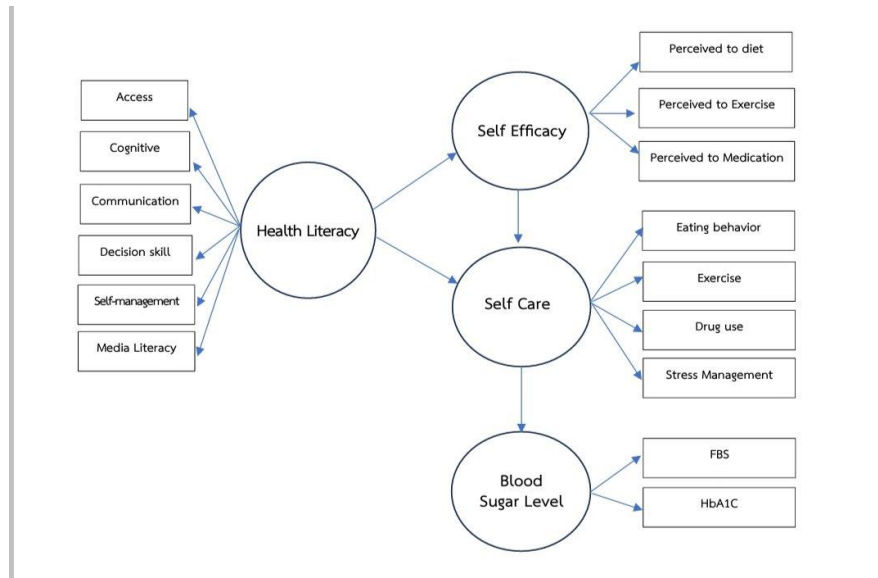 Access
Cognitive
Communication
Decision skill
Self-management
Media Literacy
Health Literacy
Self Efficacy
Self Care
Blood
Sugar Level
Perceived to diet
Perceived to Exercise
Perceived to Medication
Eating behavior
Exercise
Drug use
Stress Management
FBS
HbA1C